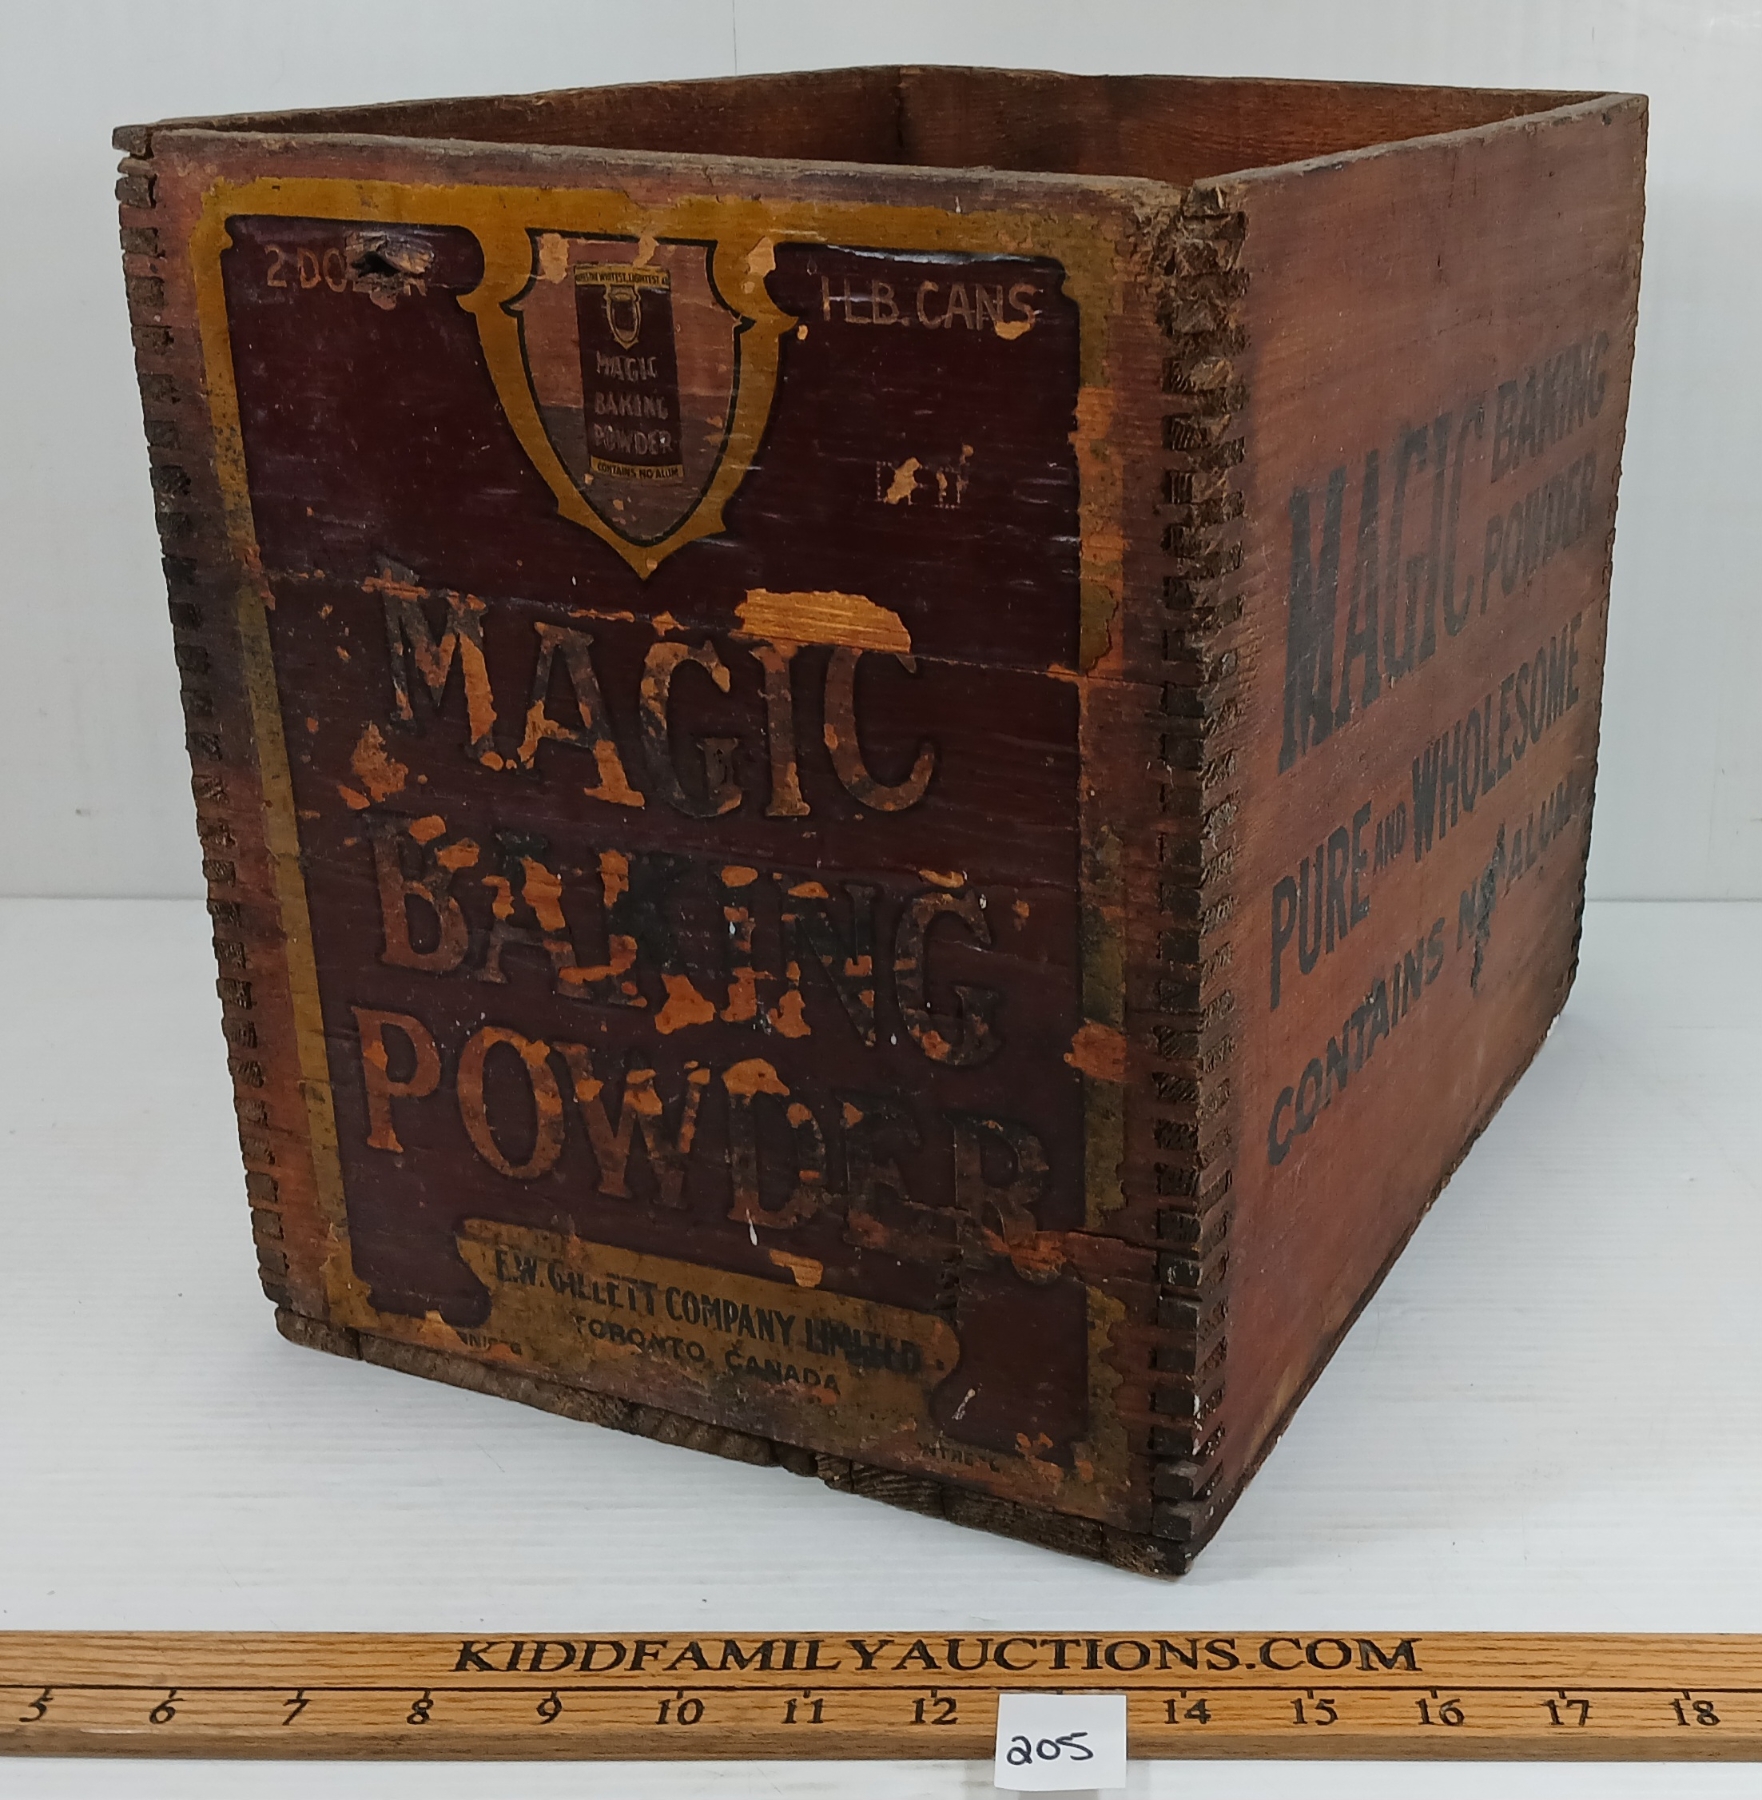 2 DOZEN
1 LB. CANS
MAGIC
BAKING
POWDER
CONTAINS NO ALUM
MAGIC
BAKING
POWDER
E.W. GILLETT COMPANY LIMITED
TORONTO, CANADA
MAGIC BAKING
POWDER
PURE AND WHOLESOME
CONTAINS NO ALUM
KIDDFAMILYAUCTIONS.COM
5 6 7 8 9 10 11 12 14 15 16 17 18
205